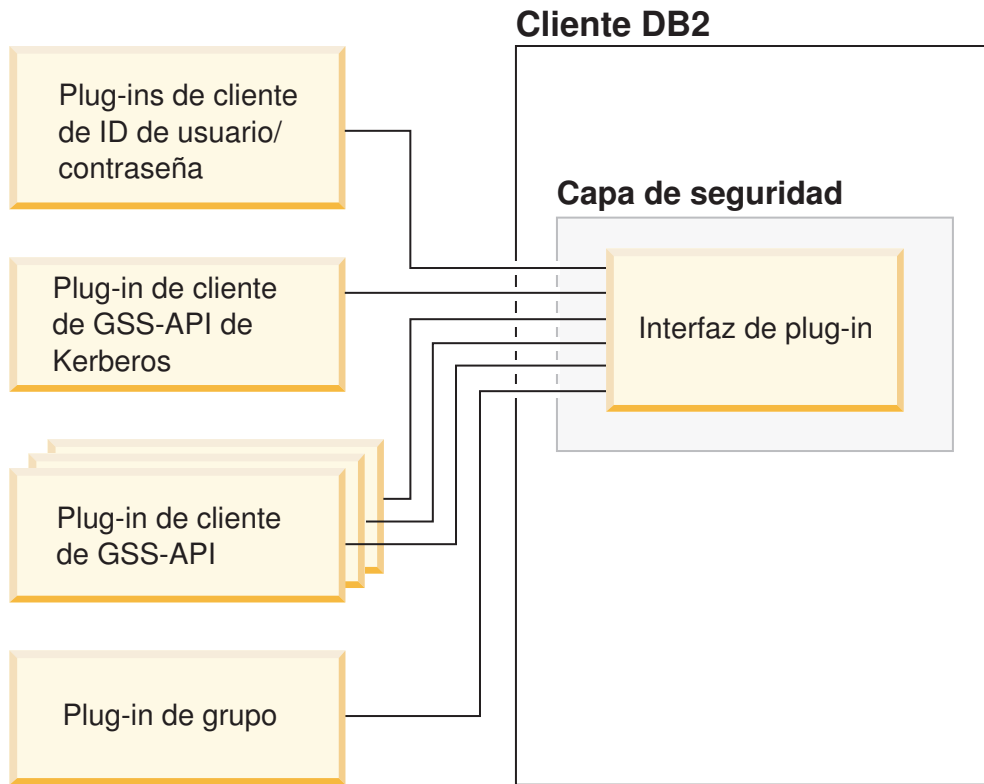 Cliente DB2
Plug-ins de cliente
de ID de usuario/
contraseña
Capa de seguridad
Plug-in de cliente
de GSS-API de
Kerberos
Interfaz de plug-in
Plug-in de cliente
de GSS-API
Plug-in de grupo